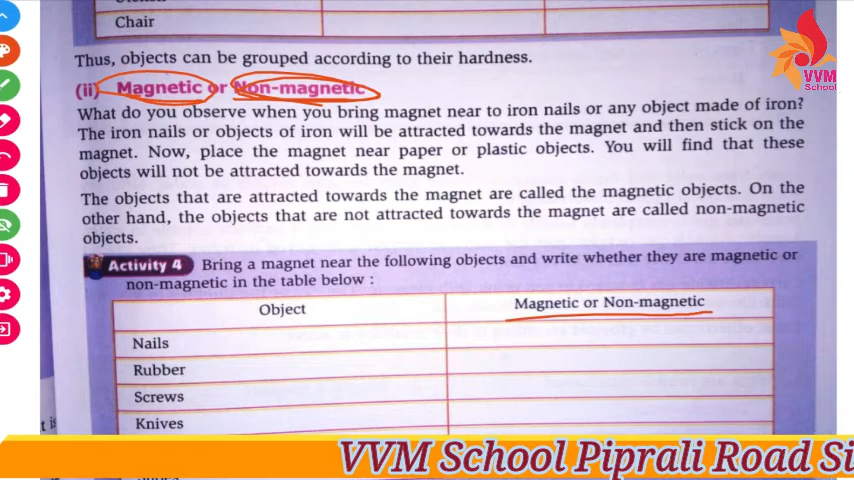 Chair
Thus, objects can be grouped according to their hardness.
(ii) Magnetic or Non-magnetic
What do you observe when you bring magnet near to iron nails or any object made of iron?
The iron nails or objects of iron will be attracted towards the magnet and then stick on the
magnet. Now, place the magnet near paper or plastic objects. You will find that these
objects will not be attracted towards the magnet.
The objects that are attracted towards the magnet are called the magnetic objects. On the
other hand, the objects that are not attracted towards the magnet are called non-magnetic
objects.
Activity 4 Bring a magnet near the following objects and write whether they are magnetic or
non-magnetic in the table below :
Object Magnetic or Non-magnetic
Nails
Rubber
Screws
Knives
VVM
School
VVM School Piprali Road Si